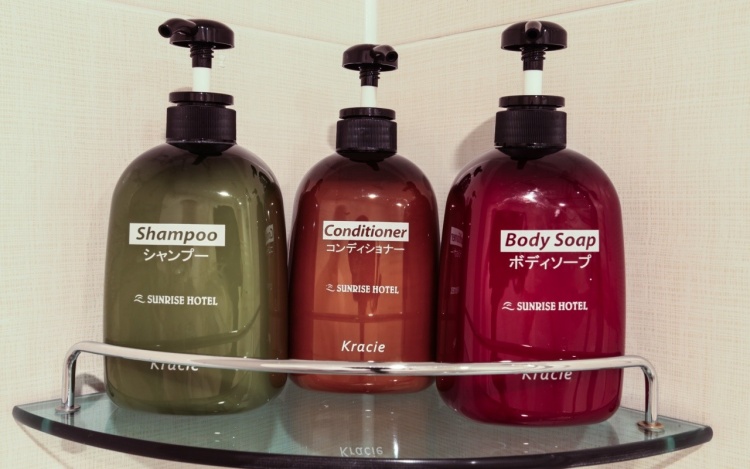 Shampoo
シャンプー
SUNRISE HOTEL
Kracie
Conditioner
コンディショナー
SUNRISE HOTEL
Kracie
Body Soap
ボディソープ
SUNRISE HOTEL
Kracie
Kracie